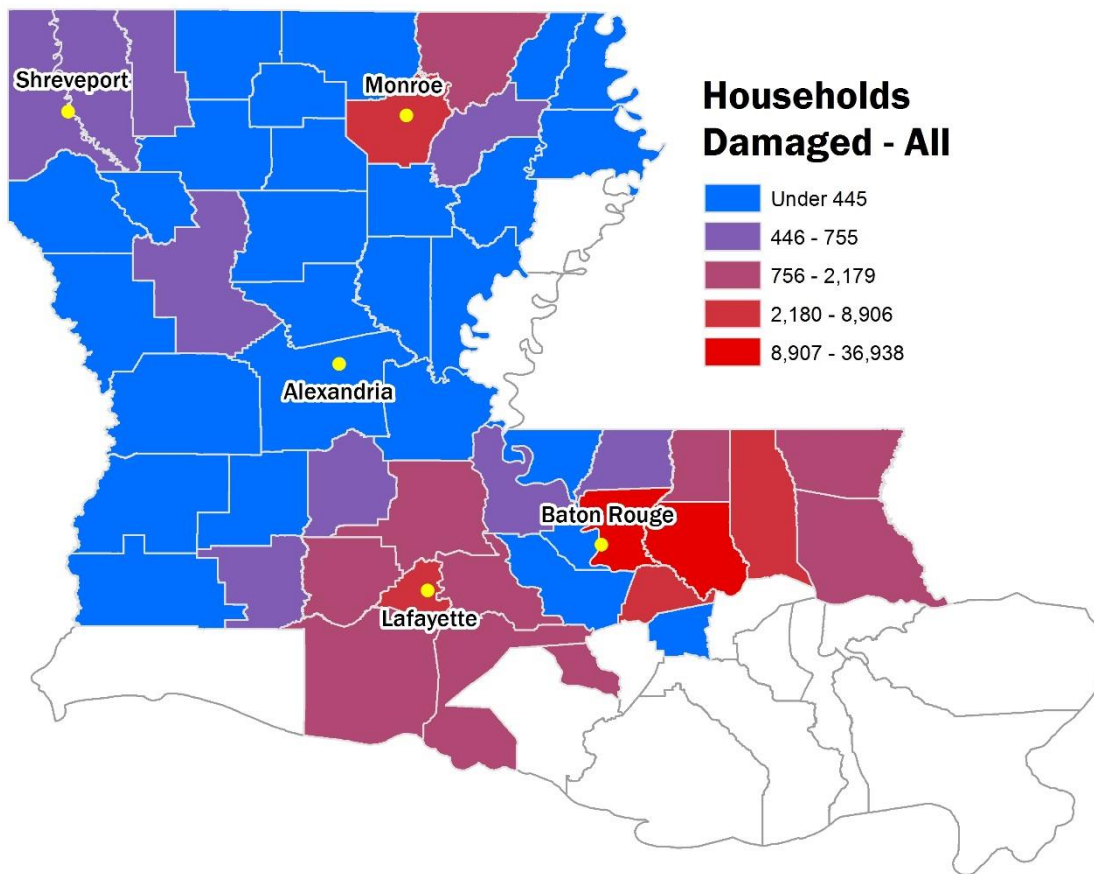 Shreveport
Monroe
Households
Damaged - All
Under 445
446 - 755
756 - 2,179
2,180 - 8,906
8,907 - 36,938
Alexandria
Baton Rouge
Lafayette